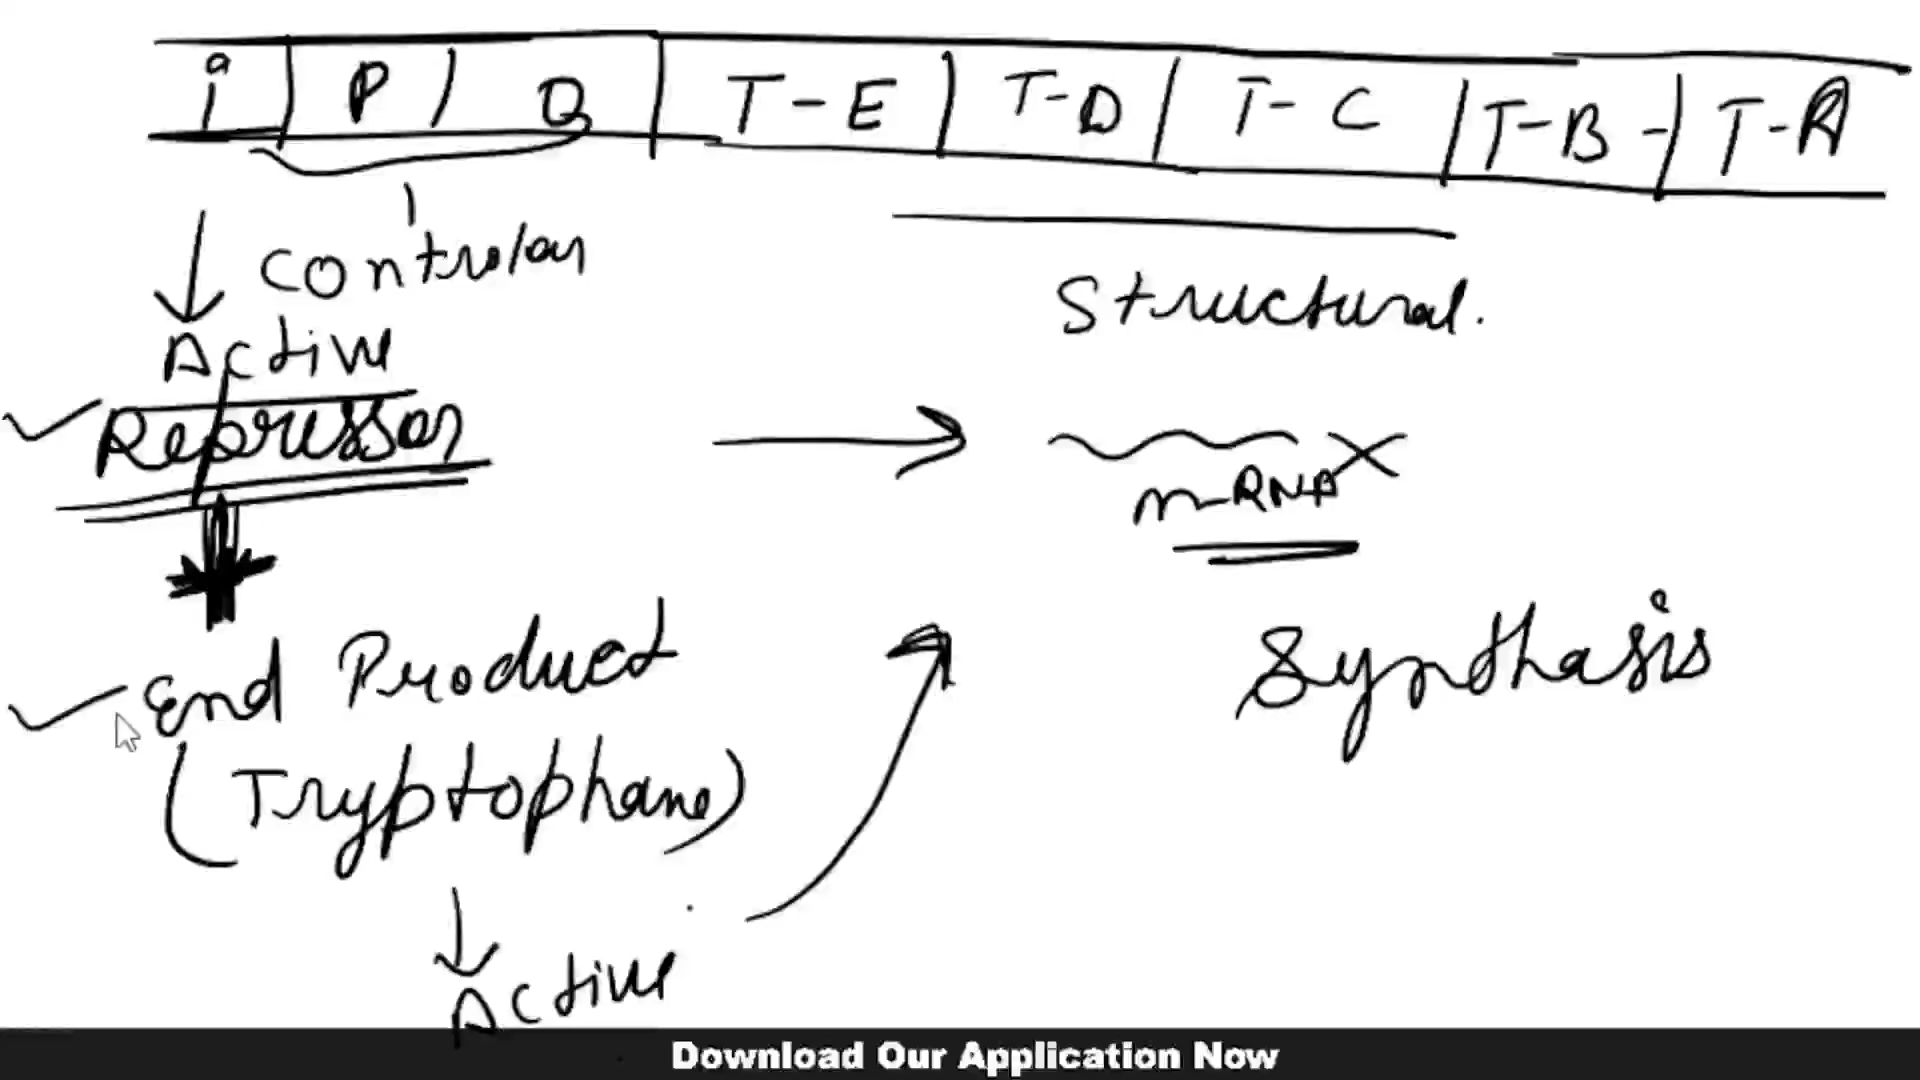 i P O T-E T-D T-C T-B- T-A
Controlar
Active
Structural.
Repressor
m-RNA
End Product
Synthasis
(Tryptophane)
Active
Download Our Application Now